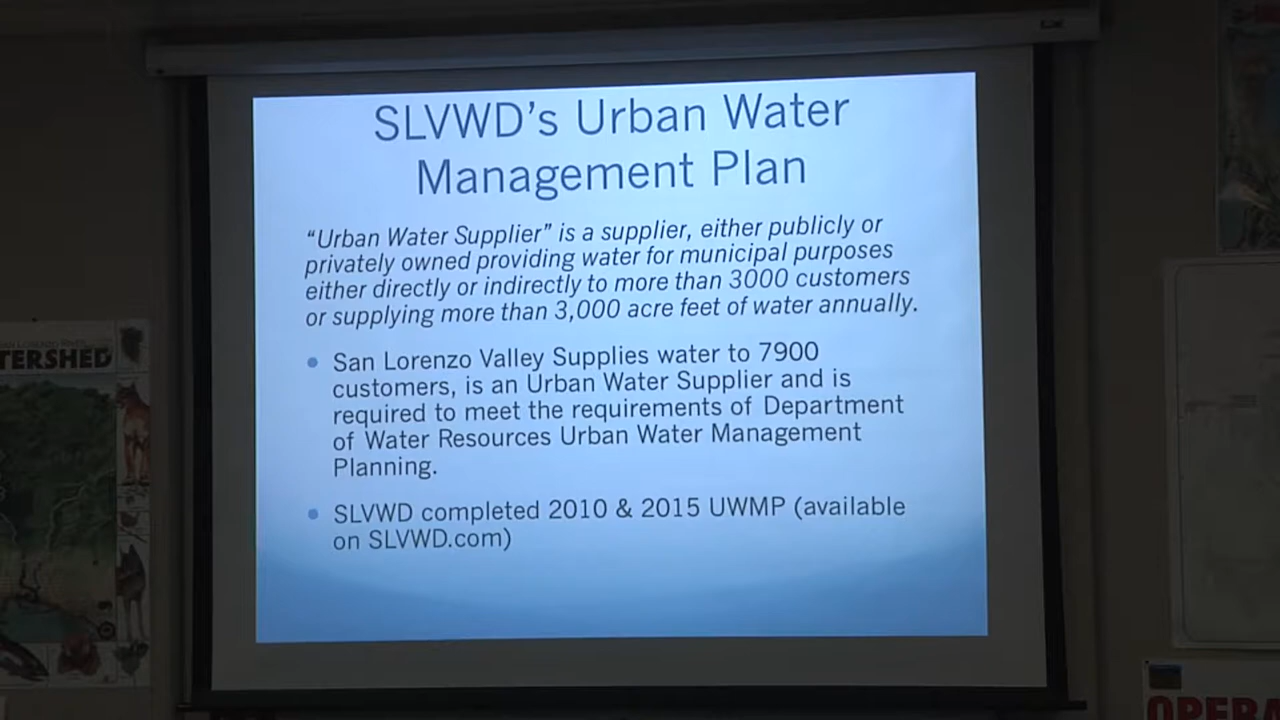 SLVWD's Urban Water
Management Plan
“Urban Water Supplier” is a supplier, either publicly or
privately owned providing water for municipal purposes
either directly or indirectly to more than 3000 customers
or supplying more than 3,000 acre feet of water annually.
• San Lorenzo Valley Supplies water to 7900
customers, is an Urban Water Supplier and is
required to meet the requirements of Department
of Water Resources Urban Water Management
Planning.
• SLVWD completed 2010 & 2015 UWMP (available
on SLVWD.com)
TERSHED
OPERA